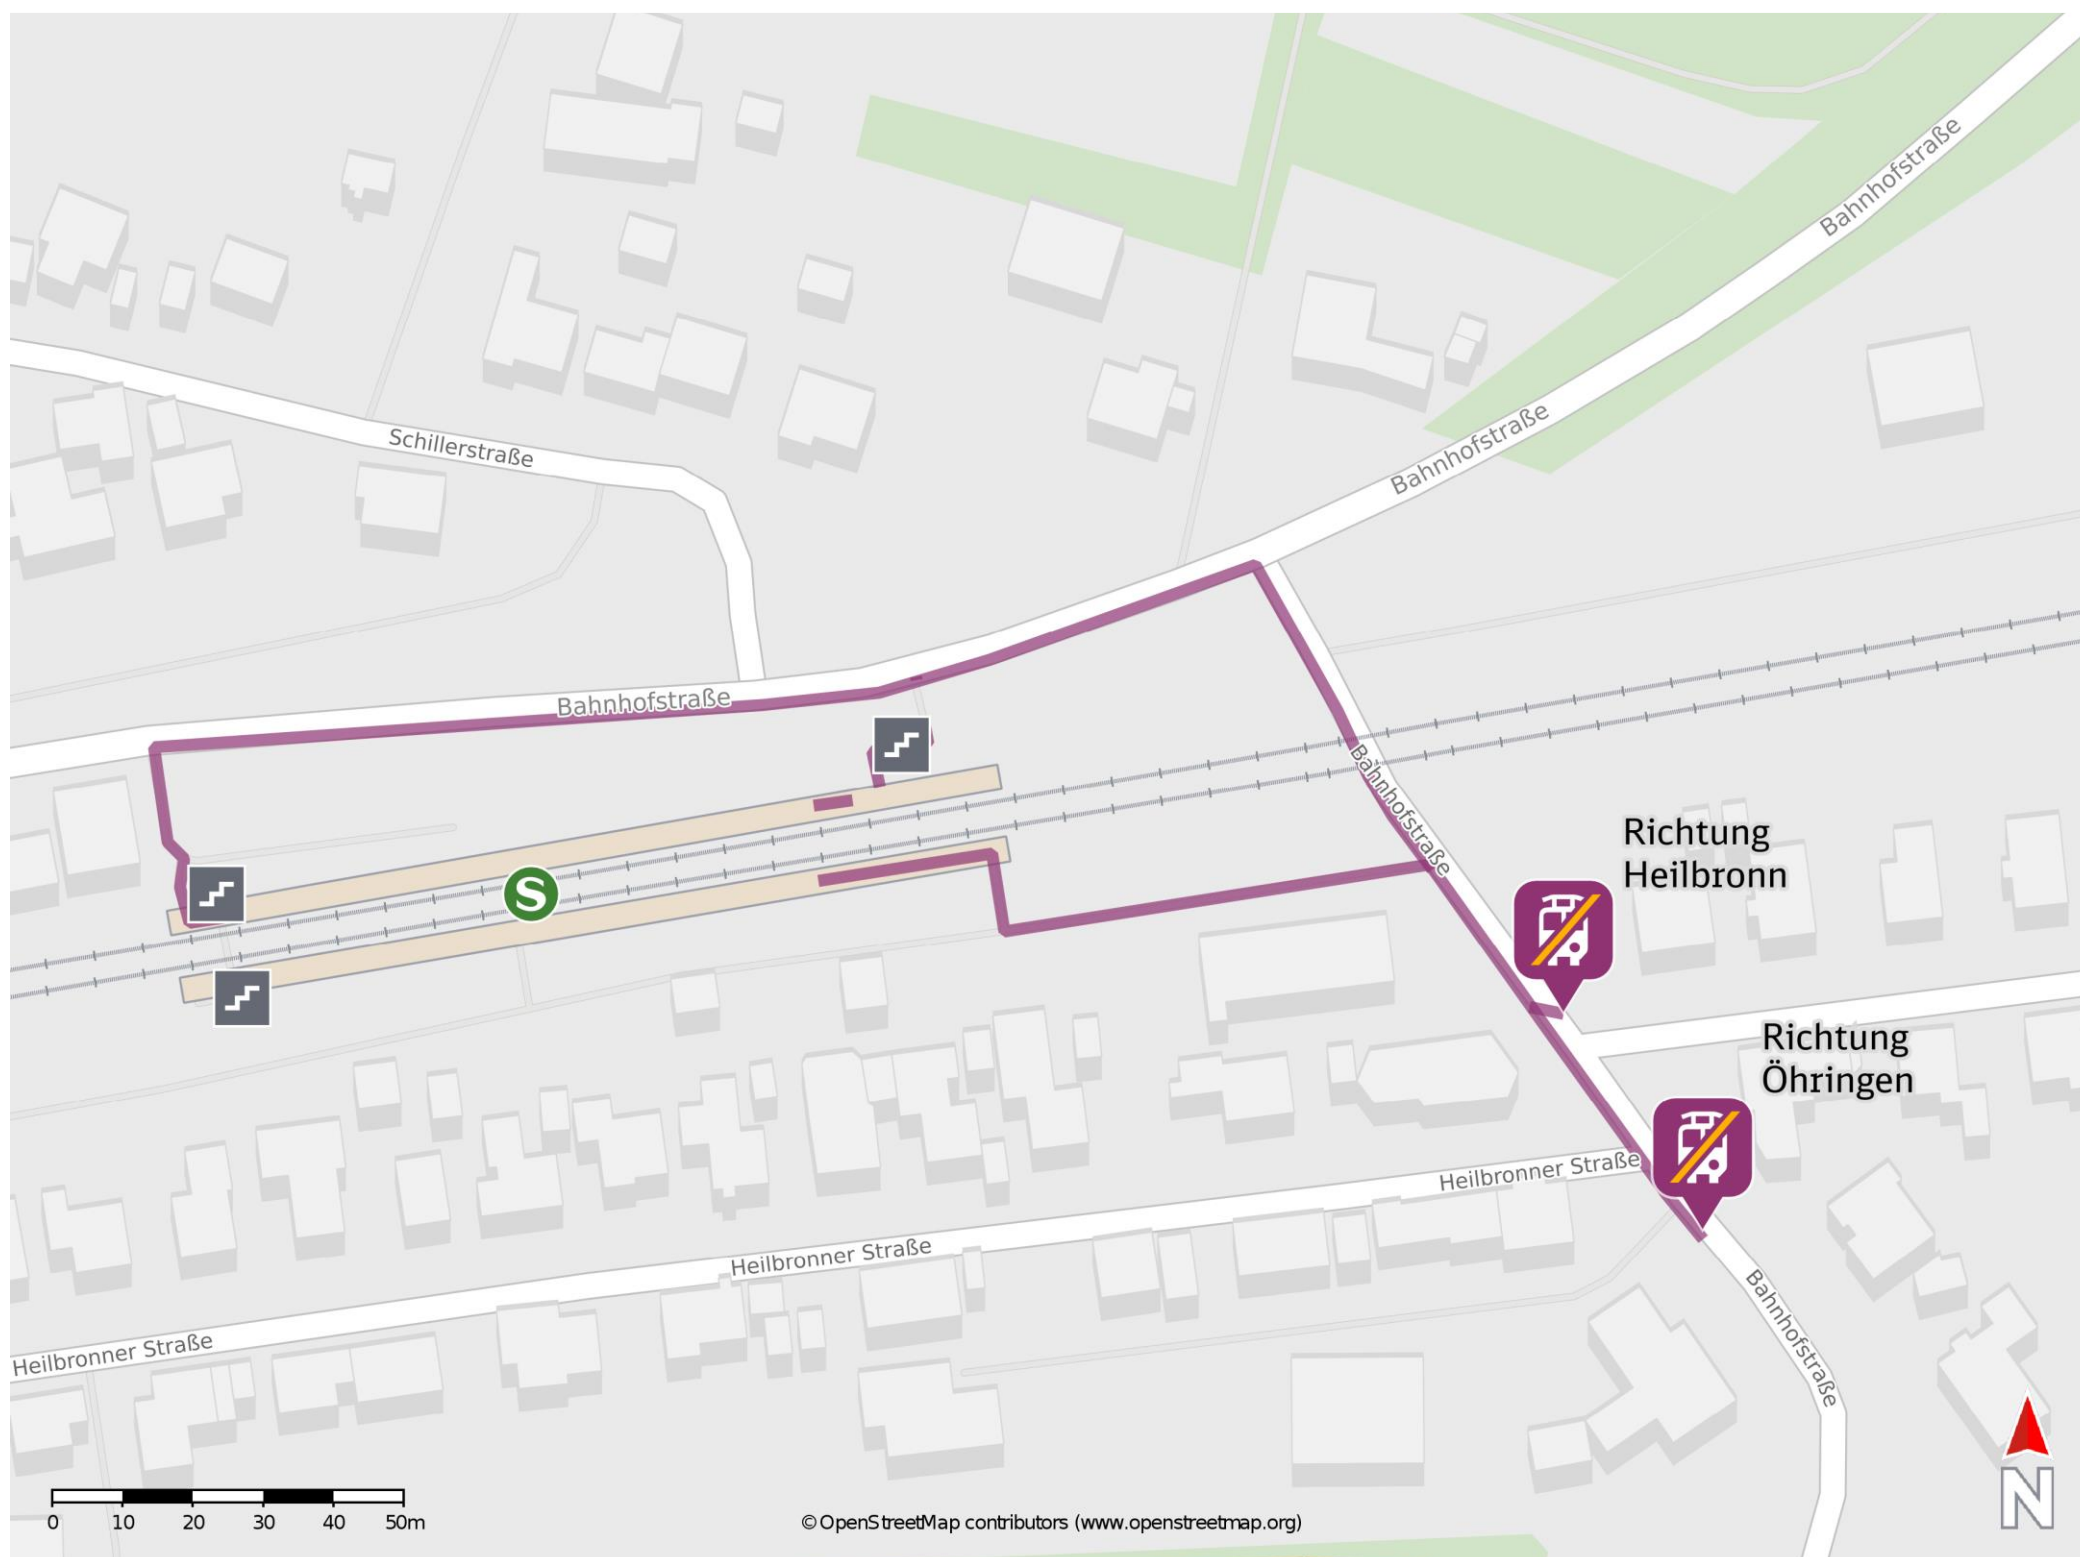 Bahnhofstraße
Bahnhofstraße
Schillerstraße
Bahnhofstraße
Bahnhofstraße
S
Richtung
Heilbronn
Richtung
Öhringen
Heilbronner Straße
Heilbronner Straße
Bahnhofstraße
Heilbronner Straße
0 10 20 30 40 50m
© OpenStreetMap contributors (www.openstreetmap.org)
N